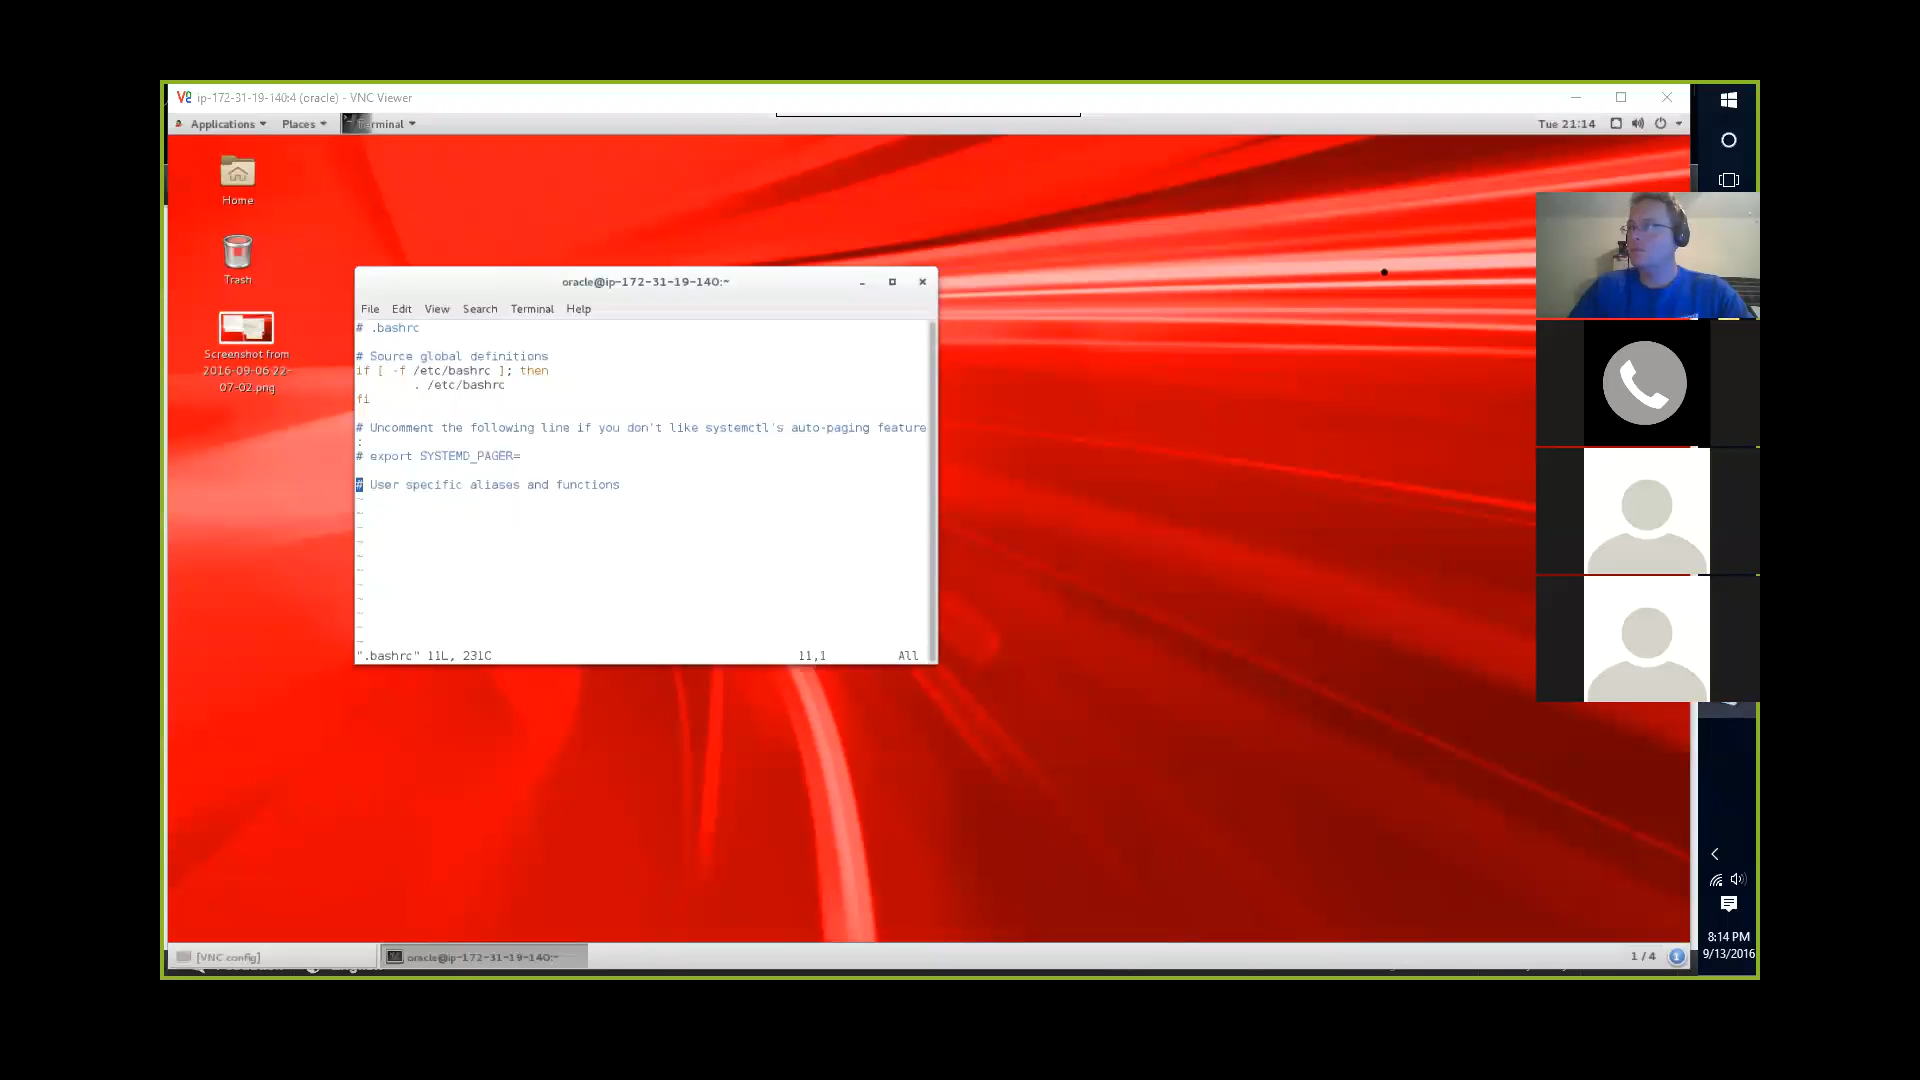 ip-172-31-19-140:4 (oracle) - VNC Viewer
Applications Places Terminal Tue 21:14
Home
Trash
Screenshot from
2016-09-06 22-
07-02.png
oracle@ip-172-31-19-140:~
File Edit View Search Terminal Help
# .bashrc
# Source global definitions
if [ -f /etc/bashrc ]; then
. /etc/bashrc
fi
# Uncomment the following line if you don't like systemctl's auto-paging feature
:
# export SYSTEMD_PAGER=
# User specific aliases and functions
~
~
~
~
~
~
~
~
~
~
~
".bashrc" 11L, 231C 11,1 All
[VNC config] oracle@ip-172-31-19-140:~ 1 / 4 1
8:14 PM
9/13/2016